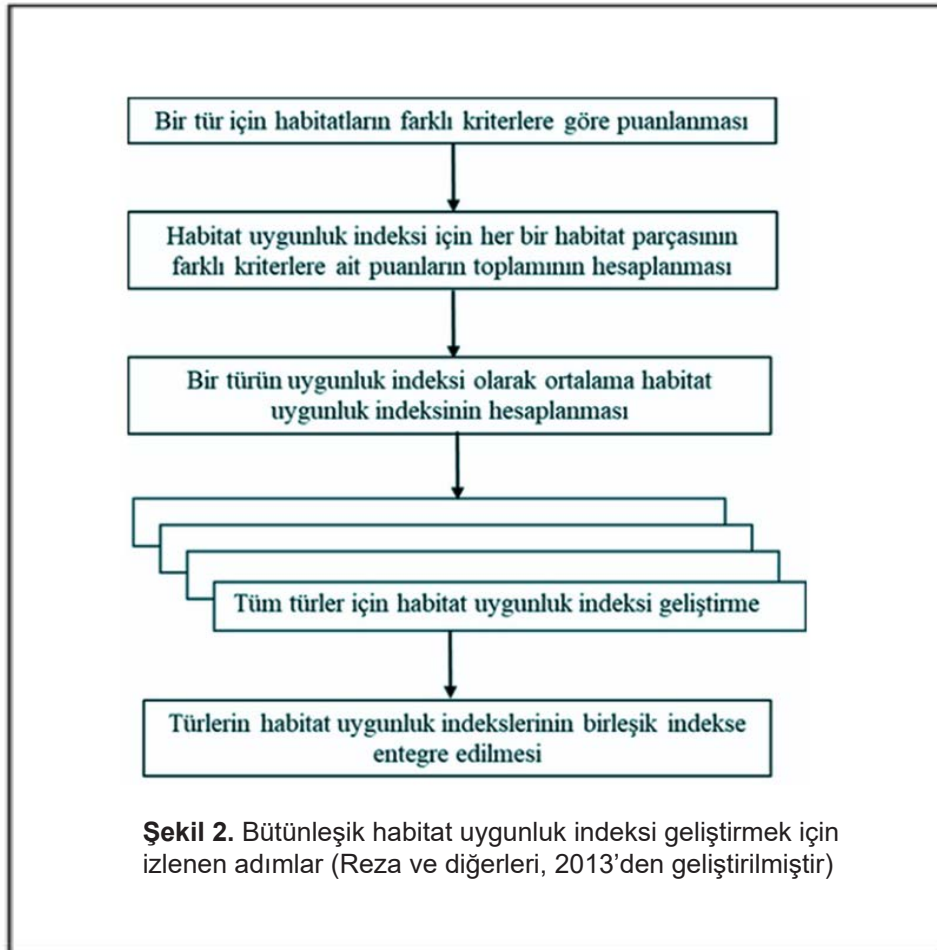 Bir tür için habitatların farklı kriterlere göre puanlanması
Habitat uygunluk indeksi için her bir habitat parçasının
farklı kriterlere ait puanların toplamının hesaplanması
Bir türün uygunluk indeksi olarak ortalama habitat
uygunluk indeksinin hesaplanması
Tüm türler için habitat uygunluk indeksi geliştirme
Türlerin habitat uygunluk indekslerinin birleşik indekse
entegre edilmesi
Şekil 2. Bütünleşik habitat uygunluk indeksi geliştirmek için
izlenen adımlar (Reza ve diğerleri, 2013’den geliştirilmiştir)